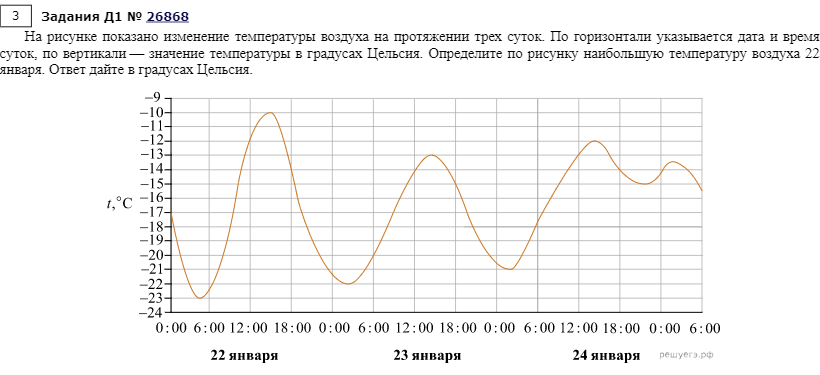 3 Задания Д1 № 26868
На рисунке показано изменение температуры воздуха на протяжении трех суток. По горизонтали указывается дата и время
суток, по вертикали — значение температуры в градусах Цельсия. Определите по рисунку наибольшую температуру воздуха 22
января. Ответ дайте в градусах Цельсия.
−9
−10
−11
−12
−13
−14
−15
−16
t,°C
−17
−18
−19
−20
−21
−22
−23
−24
0:00 6:00 12:00 18:00 0:00 6:00 12:00 18:00 0:00 6:00 12:00 18:00 0:00 6:00
22 января 23 января 24 января решуегэ.рф